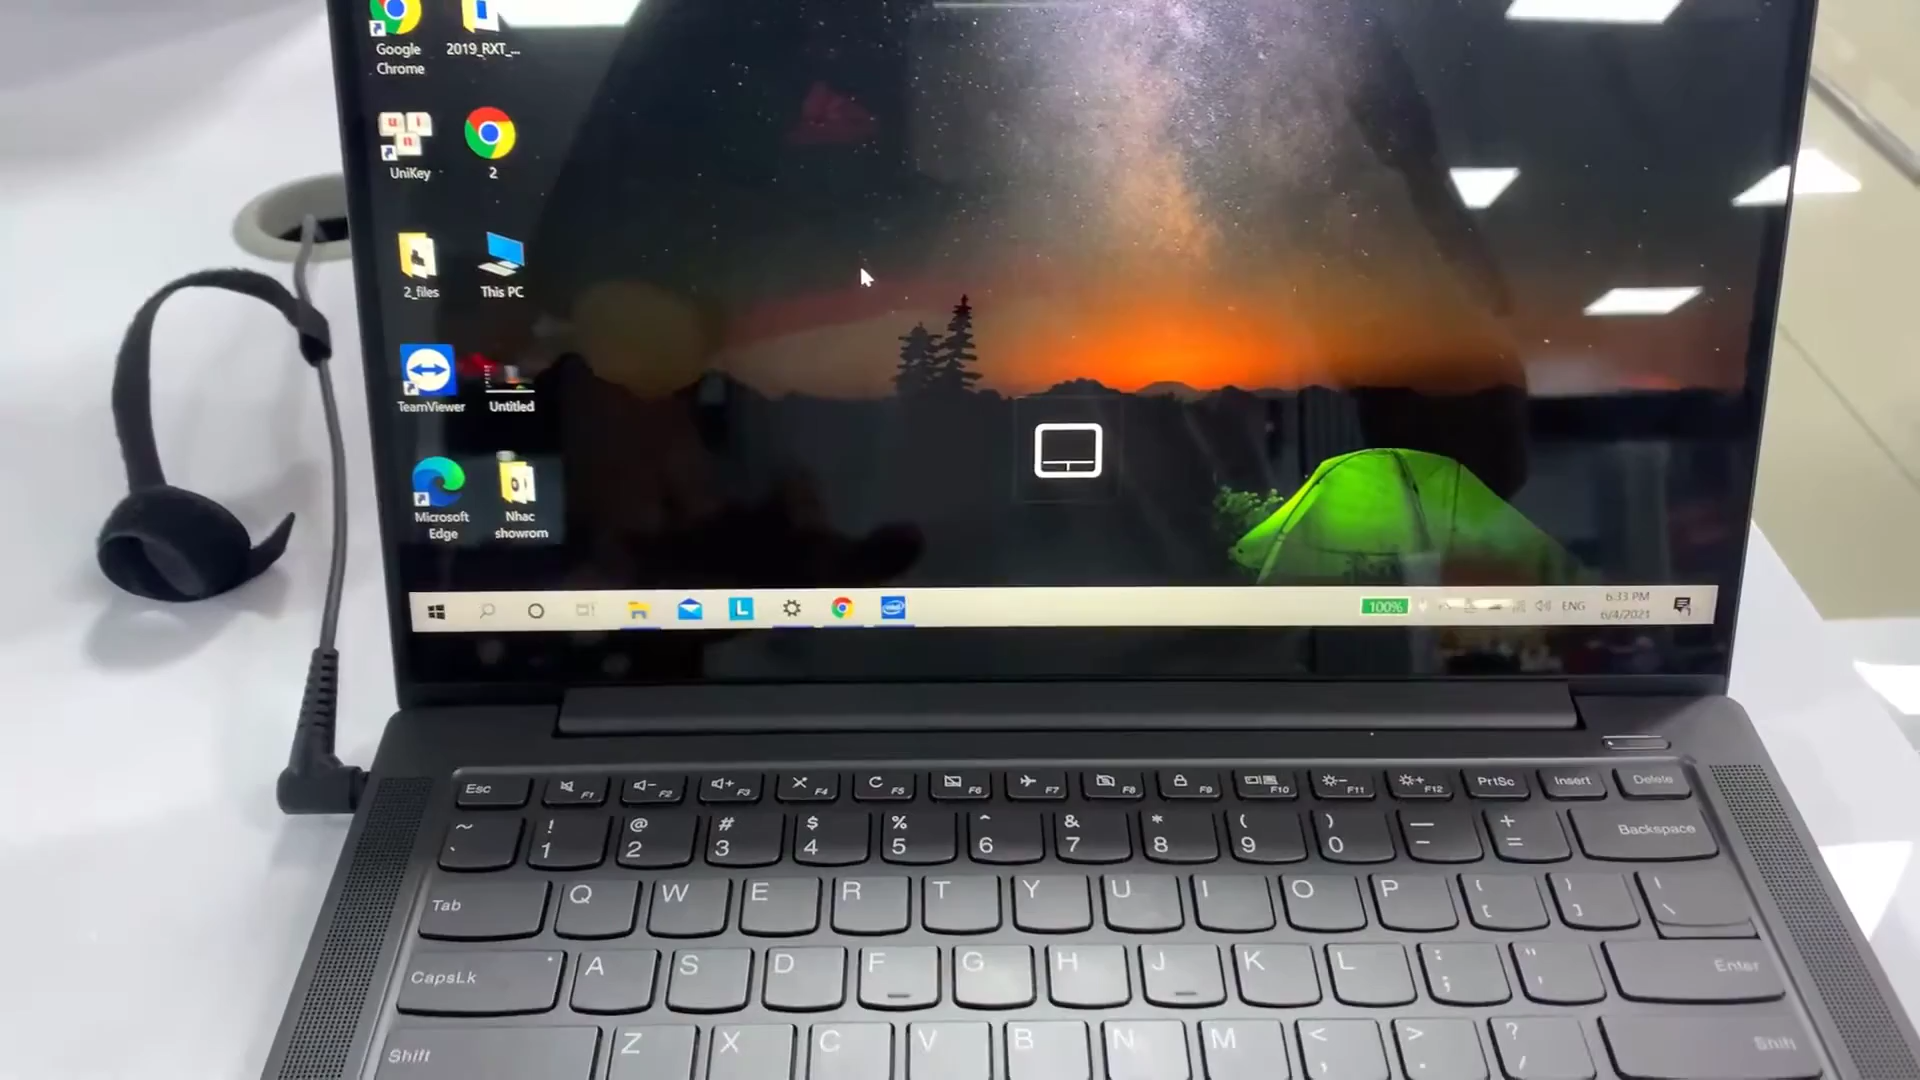 Google
Chrome
2019_RXT_...
UniKey
2
2_files
This PC
TeamViewer
Untitled
Microsoft
Edge
Nhac
showrom
L
intel
100%
ENG
6:33 PM
6/4/2021
Esc
F1
F2
F3
F4
F5
F6
F7
F8
F9
F10
F11
F12
PrtSc
Insert
Delete
~ ! @ # $ % ^ & * ( ) — +
` 1 2 3 4 5 6 7 8 9 0 - =
Backspace
Tab Q W E R T Y U I O P { [ } ] | \
CapsLk A S D F G H J K L : ; " ' Enter
Shift Z X C V B N M < , > . ? / Shift